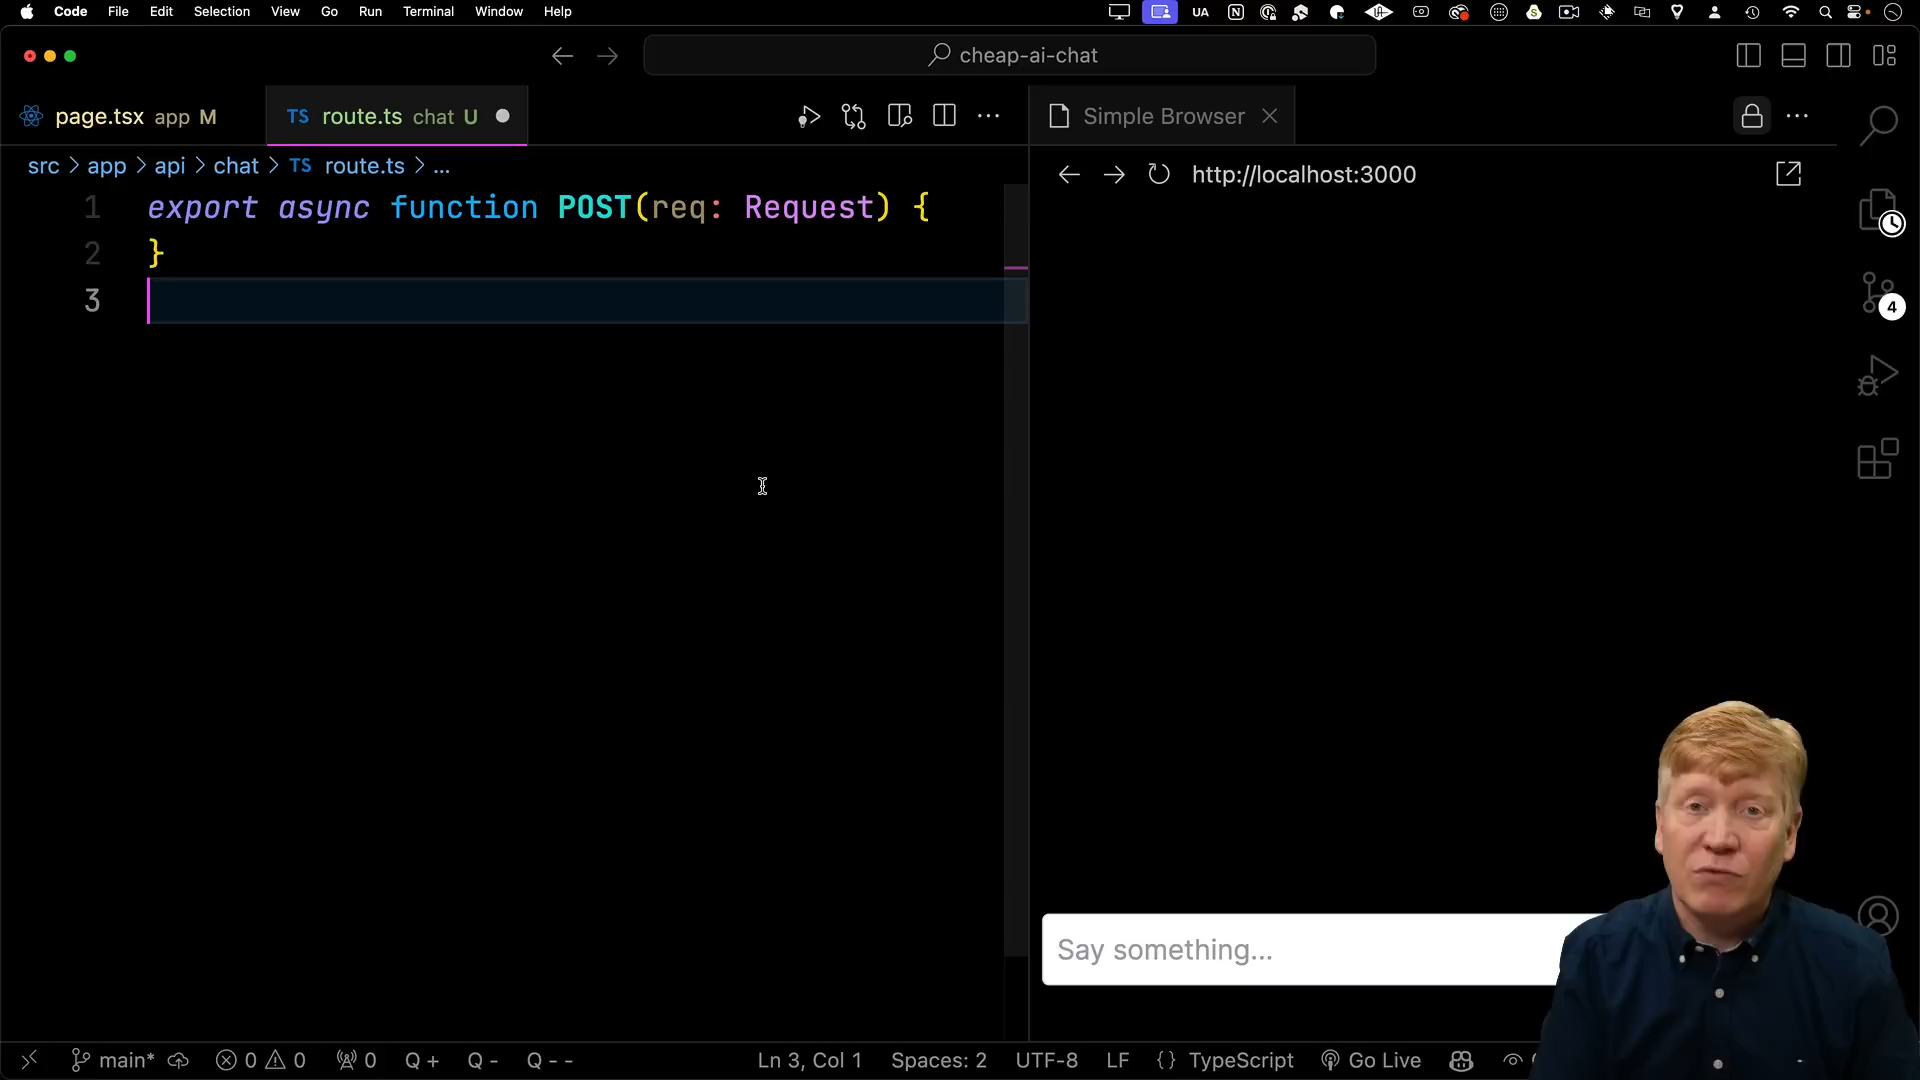 Code File Edit Selection View Go Run Terminal Window Help
UA
cheap-ai-chat
page.tsx app M
TS route.ts chat U
Simple Browser
src > app > api > chat > TS route.ts > ...
http://localhost:3000
1 export async function POST(req: Request) {
2 }
3
4
Say something...
main* 0 0 0 Q + Q - Q - - Ln 3, Col 1 Spaces: 2 UTF-8 LF {} TypeScript Go Live